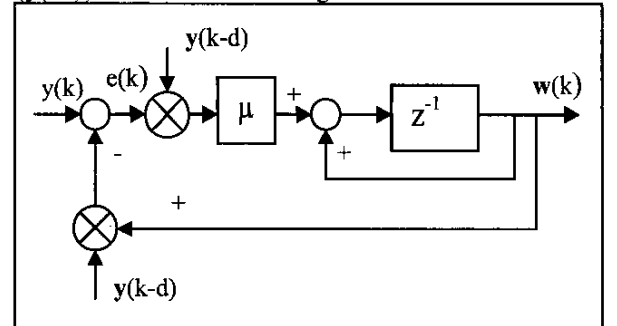 y(k-d)
y(k)
e(k)
μ
+
z⁻¹
w(k)
+
-
+
y(k-d)